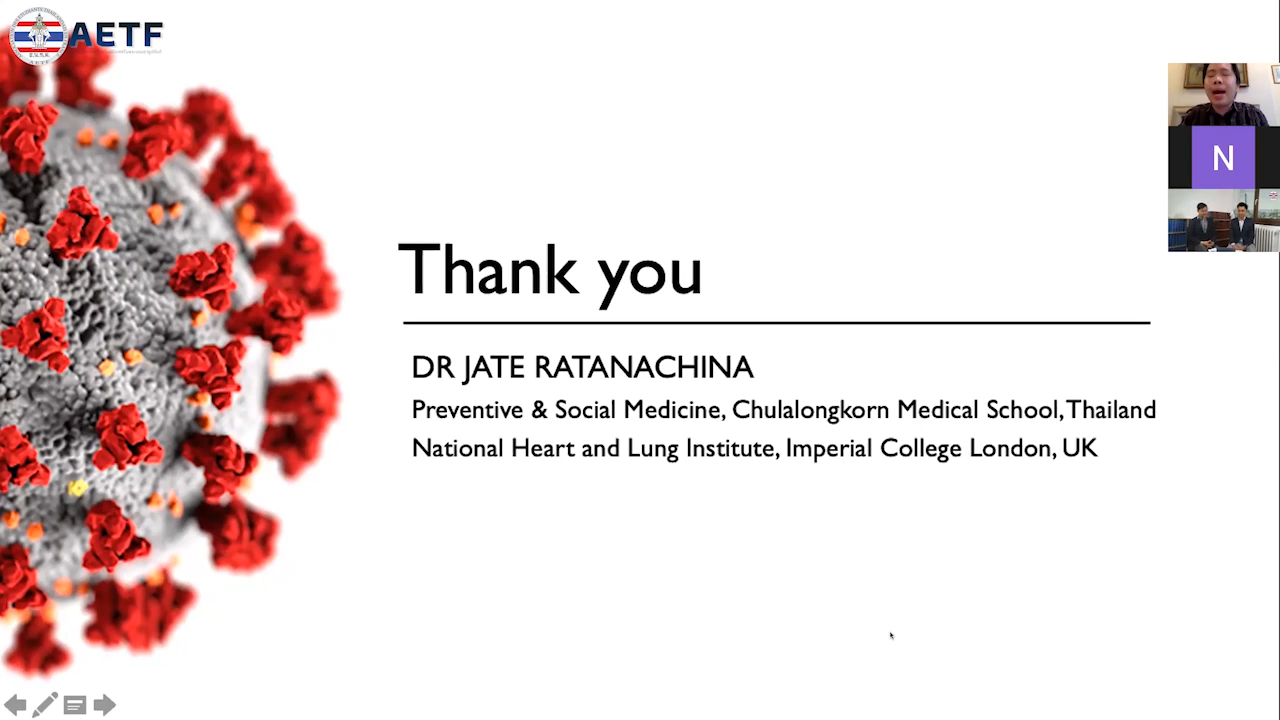 AETF
Thank you
DR JATE RATANACHINA
Preventive & Social Medicine, Chulalongkorn Medical School, Thailand
National Heart and Lung Institute, Imperial College London, UK
N